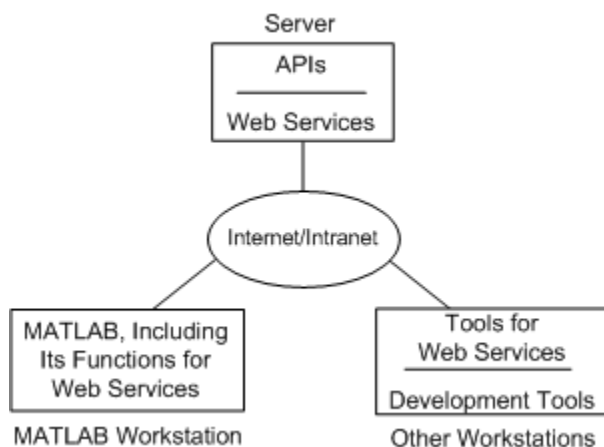 Server
APIs
Web Services
Internet/Intranet
MATLAB, Including
Its Functions for
Web Services
MATLAB Workstation
Tools for
Web Services
Development Tools
Other Workstations